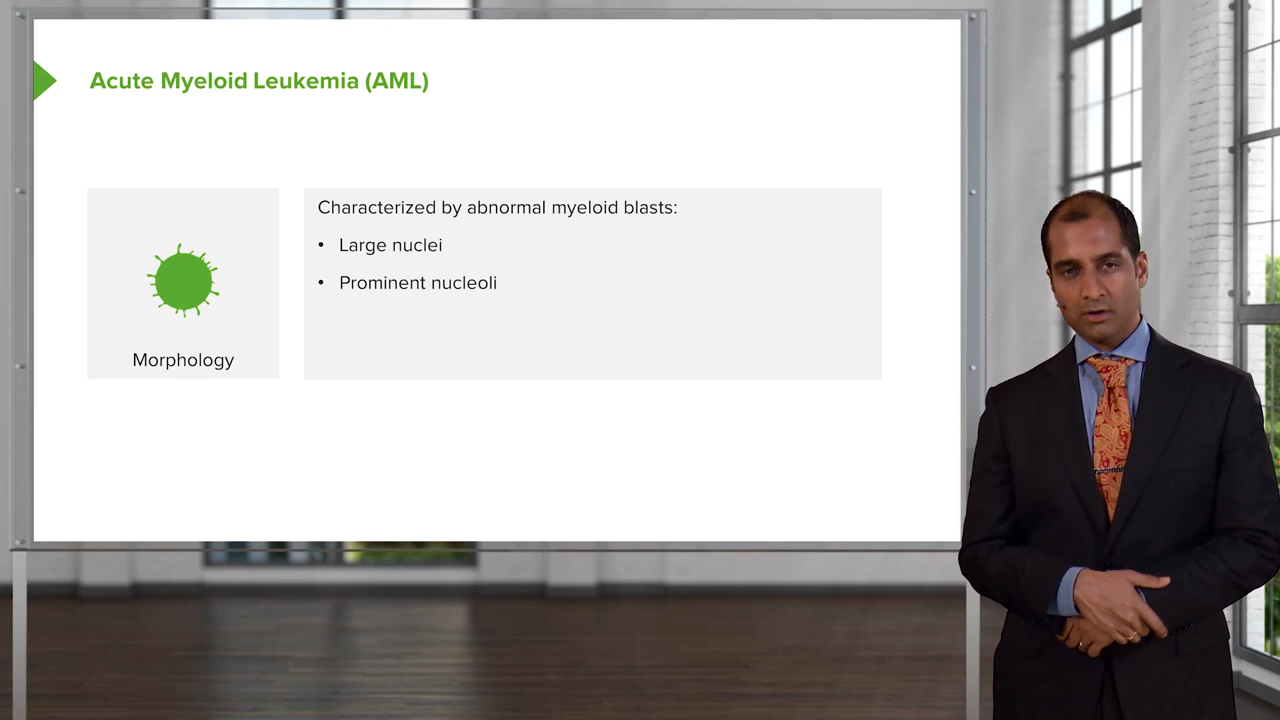 Acute Myeloid Leukemia (AML)
Characterized by abnormal myeloid blasts:
• Large nuclei
• Prominent nucleoli
Morphology